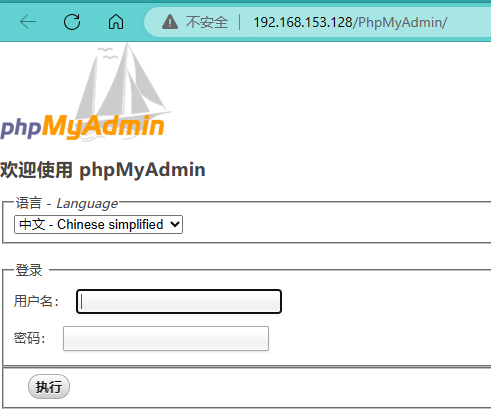 不安全 | 192.168.153.128/PhpMyAdmin/
phpMyAdmin
欢迎使用 phpMyAdmin
语言 - Language
中文 - Chinese simplified
登录
用户名:
密码:
执行